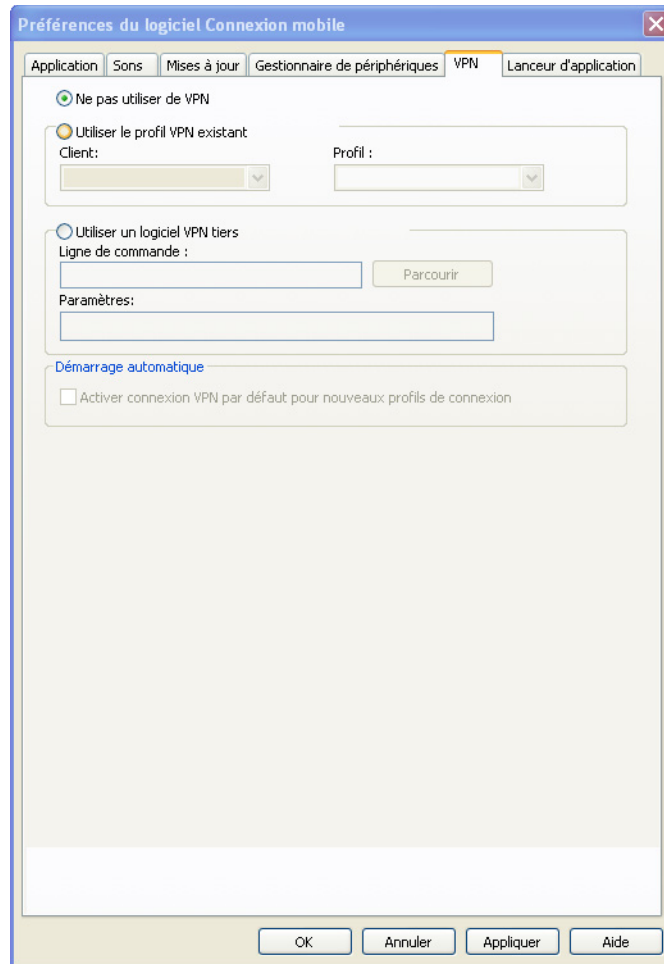 Préférences du logiciel Connexion mobile
Application Sons Mises à jour Gestionnaire de périphériques VPN Lanceur d'application
Ne pas utiliser de VPN
Utiliser le profil VPN existant
Client: Profil :
Utiliser un logiciel VPN tiers
Ligne de commande :
Parcourir
Paramètres:
Démarrage automatique
Activer connexion VPN par défaut pour nouveaux profils de connexion
OK Annuler Appliquer Aide